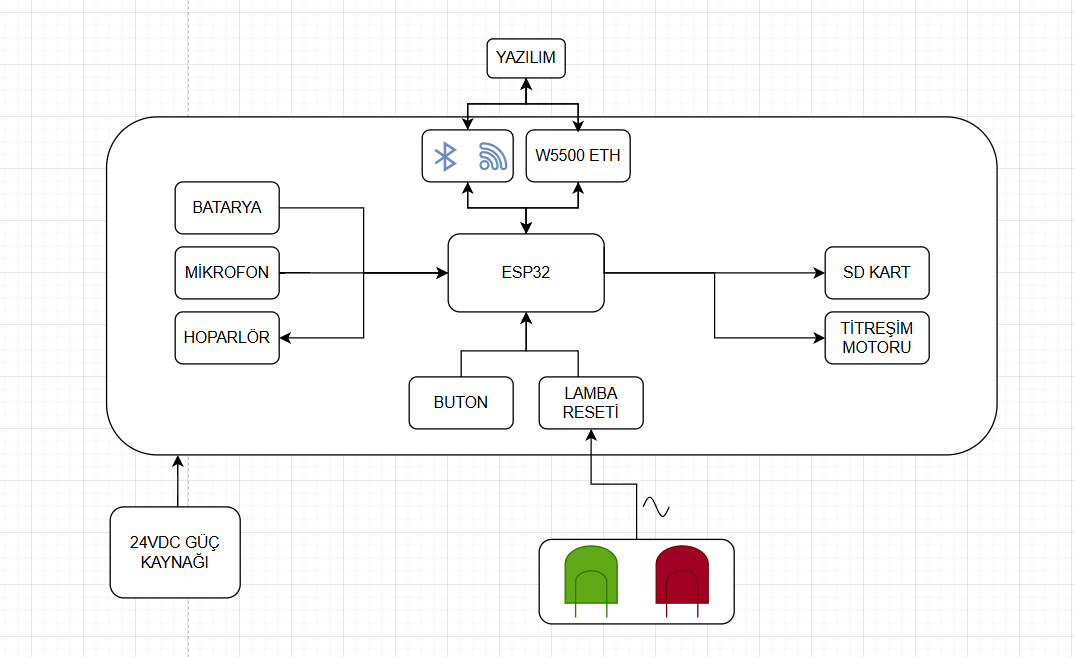 YAZILIM
W5500 ETH
BATARYA
MİKROFON
HOPARLÖR
ESP32
SD KART
TİTREŞİM
MOTORU
BUTON
LAMBA
RESETİ
24VDC GÜÇ
KAYNAĞI